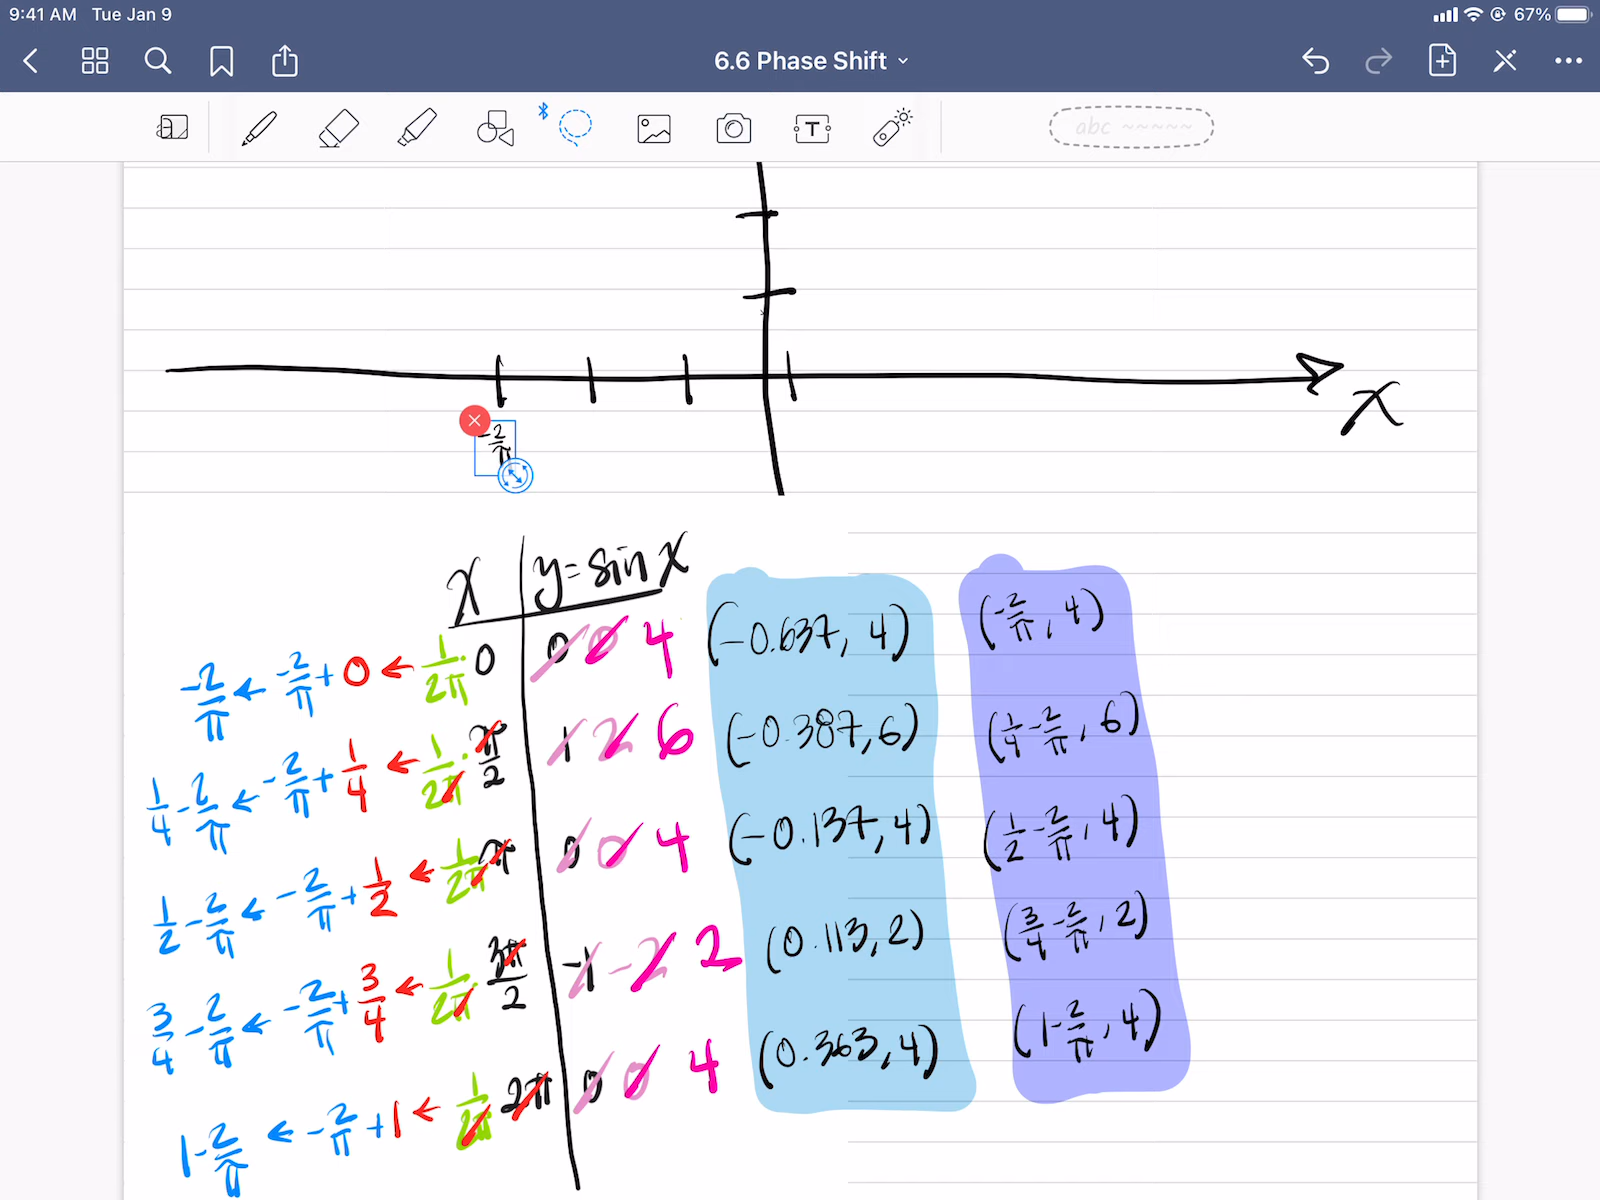 9:41 AM Tue Jan 9
67%
6.6 Phase Shift
abc
x
-2/π
x | y = sin x
-2/π ← -2/π + 0 ← 1/2π · 0 | 0 0 4 (-0.637, 4) (-2/π, 4)
1/4 - 2/π ← -2/π + 1/4 ← 1/2π · π/2 | 1 2 6 (-0.387, 6) (1/4 - 2/π, 6)
1/2 - 2/π ← -2/π + 1/2 ← 1/2π · π | 0 0 4 (-0.137, 4) (1/2 - 2/π, 4)
3/4 - 2/π ← -2/π + 3/4 ← 1/2π · 3π/2 | -1 -2 2 (0.113, 2) (3/4 - 2/π, 2)
1 - 2/π ← -2/π + 1 ← 1/2π · 2π | 0 0 4 (0.363, 4) (1 - 2/π, 4)